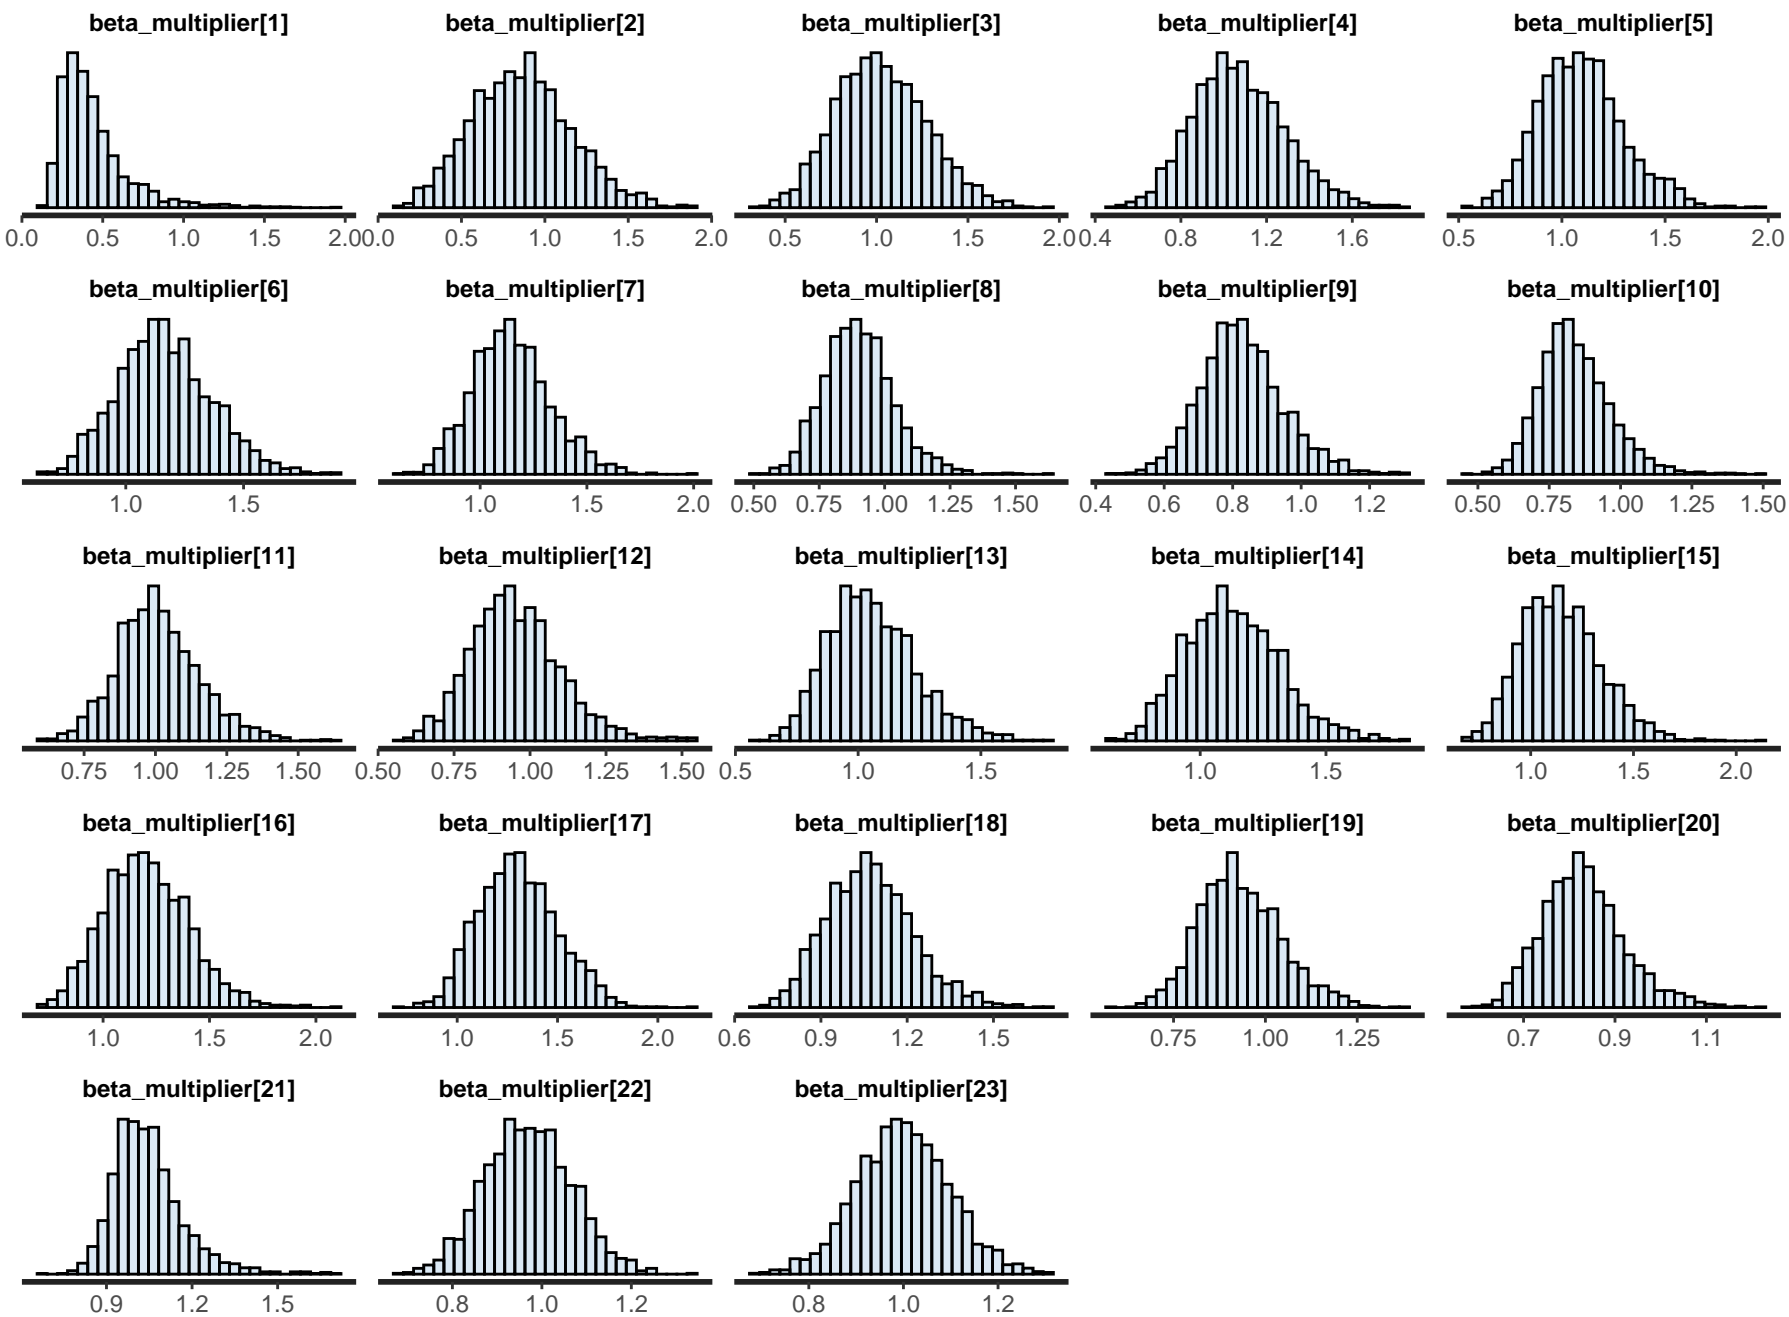 beta_multiplier[1] beta_multiplier[2] beta_multiplier[3] beta_multiplier[4] beta_multiplier[5]
0.0 0.5 1.0 1.5 2.0 0.0 0.5 1.0 1.5 2.0 0.5 1.0 1.5 2.0 0.4 0.8 1.2 1.6 0.5 1.0 1.5 2.0
beta_multiplier[6] beta_multiplier[7] beta_multiplier[8] beta_multiplier[9] beta_multiplier[10]
1.0 1.5 1.0 1.5 2.0 0.50 0.75 1.00 1.25 1.50 0.4 0.6 0.8 1.0 1.2 0.50 0.75 1.00 1.25 1.50
beta_multiplier[11] beta_multiplier[12] beta_multiplier[13] beta_multiplier[14] beta_multiplier[15]
0.75 1.00 1.25 1.50 0.50 0.75 1.00 1.25 1.50 0.5 1.0 1.5 1.0 1.5 1.0 1.5 2.0
beta_multiplier[16] beta_multiplier[17] beta_multiplier[18] beta_multiplier[19] beta_multiplier[20]
1.0 1.5 2.0 1.0 1.5 2.0 0.6 0.9 1.2 1.5 0.75 1.00 1.25 0.7 0.9 1.1
beta_multiplier[21] beta_multiplier[22] beta_multiplier[23]
0.9 1.2 1.5 0.8 1.0 1.2 0.8 1.0 1.2